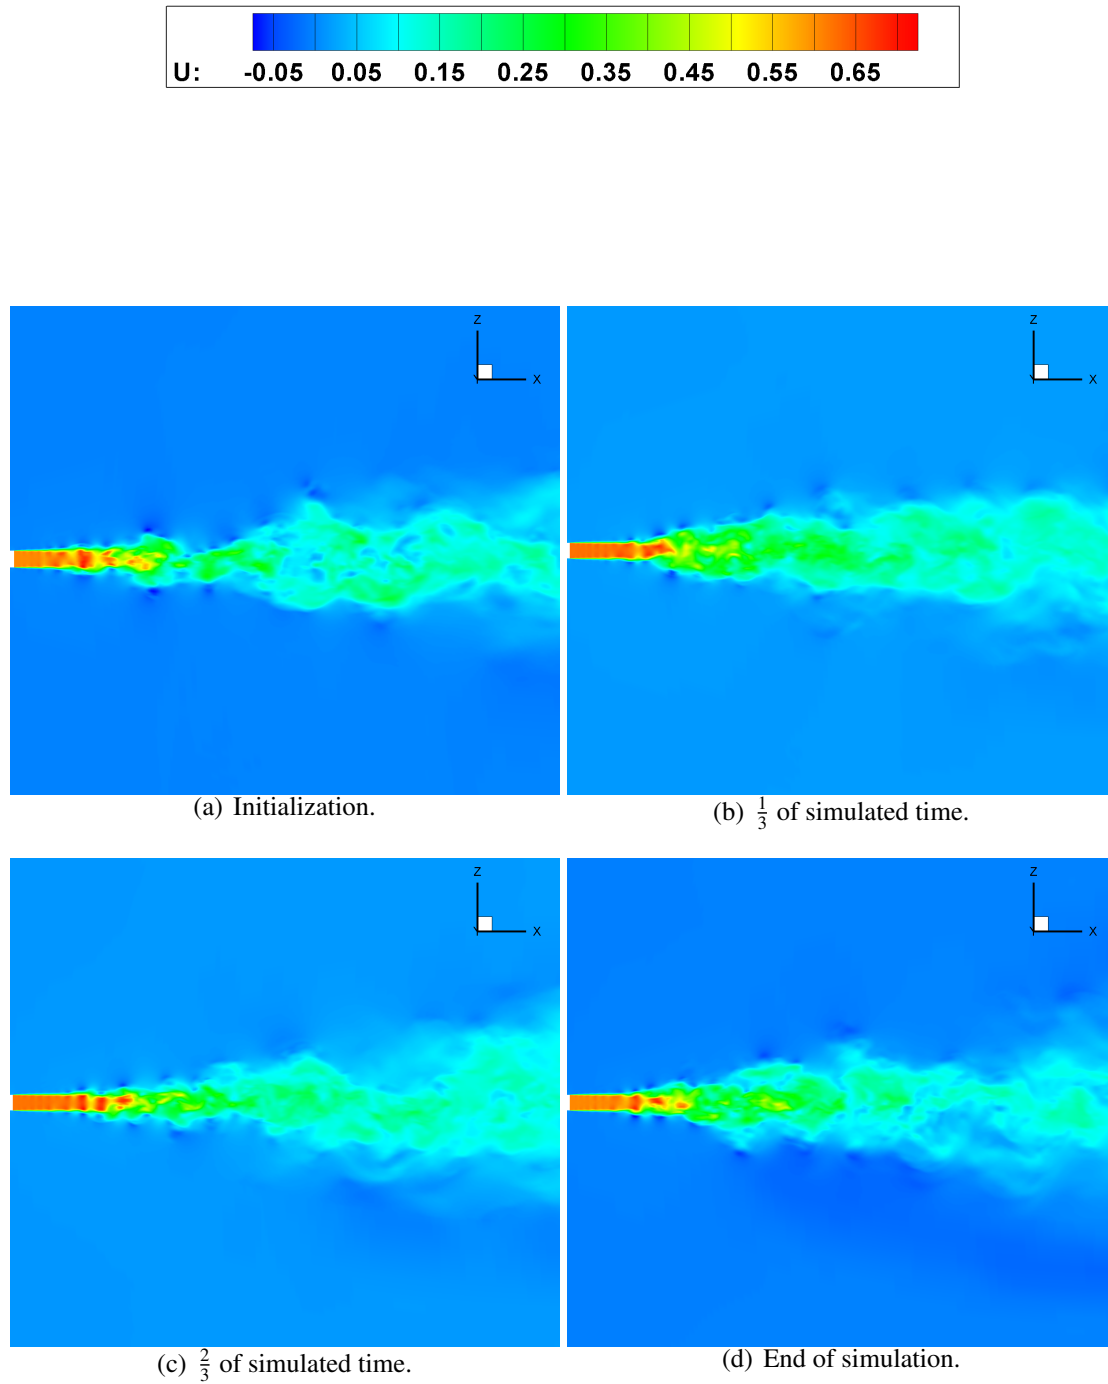 U: -0.05 0.05 0.15 0.25 0.35 0.45 0.55 0.65
Z
Y X
Z
Y X
(a) Initialization.
(b) 1/3 of simulated time.
Z
Y X
Z
Y X
(c) 2/3 of simulated time.
(d) End of simulation.